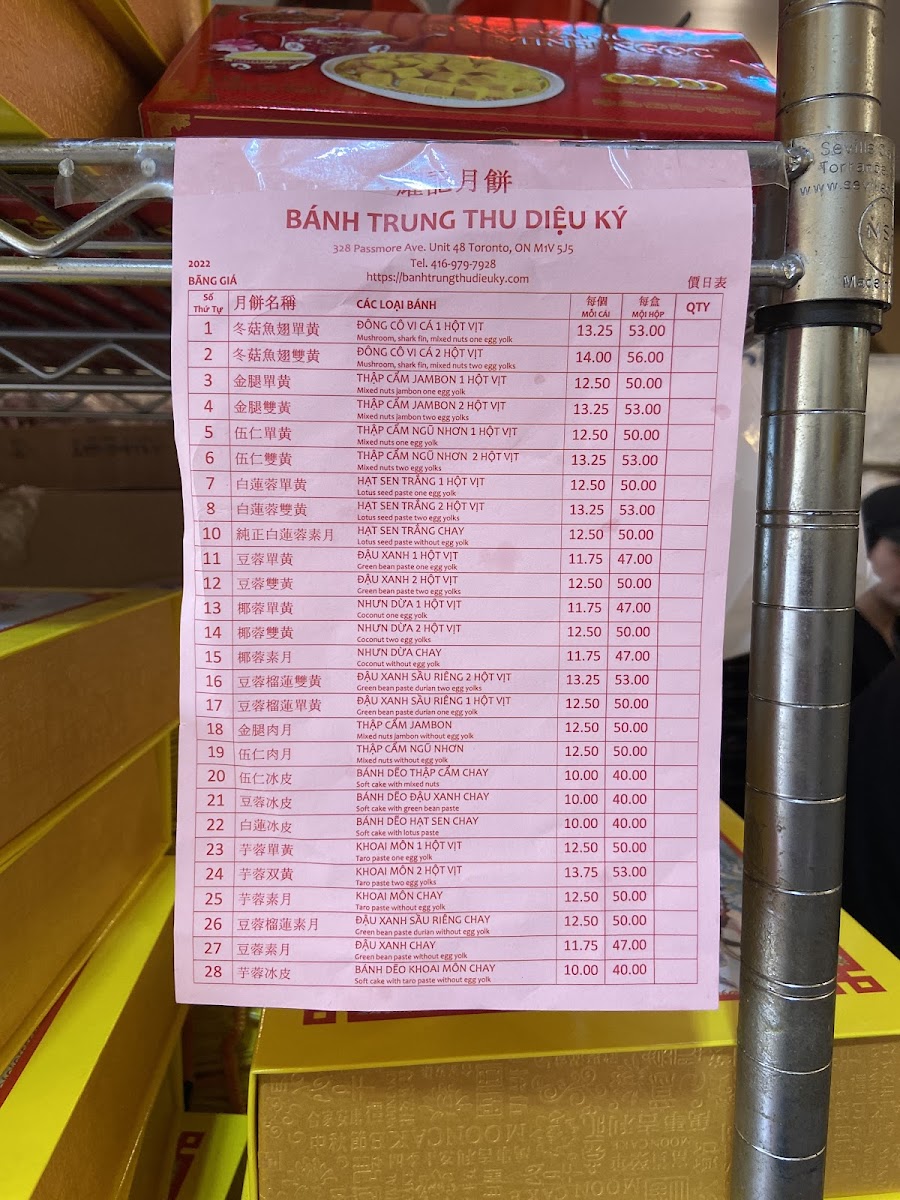 月餅
BÁNH TRUNG THU DIỆU KÝ
328 Passmore Ave. Unit 48 Toronto, ON M1V 5J5
Tel. 416-979-7928
https://banhtrungthudieuky.com
2022
BÃNG GIÁ
價目表
Số Thứ Tự 月餅名稱 CÁC LOẠI BÁNH 每個 MỖI CÁI 每盒 MỘI HỘP QTY
1 冬菇魚翅單黃 ĐÔNG CÔ VI CÁ 1 HỘT VỊT 13.25 53.00
Mushroom, shark fin, mixed nuts one egg yolk
2 冬菇魚翅雙黃 ĐÔNG CÔ VI CÁ 2 HỘT VỊT 14.00 56.00
Mushroom, shark fin, mixed nuts two egg yolks
3 金腿單黃 THẬP CẨM JAMBON 1 HỘT VỊT 12.50 50.00
Mixed nuts jambon one egg yolk
4 金腿雙黃 THẬP CẨM JAMBON 2 HỘT VỊT 13.25 53.00
Mixed nuts jambon two egg yolks
5 伍仁單黃 THẬP CẨM NGŨ NHƠN 1 HỘT VỊT 12.50 50.00
Mixed nuts one egg yolk
6 伍仁雙黃 THẬP CẨM NGŨ NHƠN 2 HỘT VỊT 13.25 53.00
Mixed nuts two egg yolks
7 白蓮蓉單黃 HẠT SEN TRẮNG 1 HỘT VỊT 12.50 50.00
Lotus seed paste one egg yolk
8 白蓮蓉雙黃 HẠT SEN TRẮNG 2 HỘT VỊT 13.25 53.00
Lotus seed paste two egg yolks
10 純正白蓮蓉素月 HẠT SEN TRẮNG CHAY 12.50 50.00
Lotus seed paste without egg yolk
11 豆蓉單黃 ĐẬU XANH 1 HỘT VỊT 11.75 47.00
Green bean paste one egg yolk
12 豆蓉雙黃 ĐẬU XANH 2 HỘT VỊT 12.50 50.00
Green bean paste two egg yolks
13 椰蓉單黃 NHƯN DỪA 1 HỘT VỊT 11.75 47.00
Coconut one egg yolk
14 椰蓉雙黃 NHƯN DỪA 2 HỘT VỊT 12.50 50.00
Coconut two egg yolks
15 椰蓉素月 NHƯN DỪA CHAY 11.75 47.00
Coconut without egg yolk
16 豆蓉榴蓮雙黃 ĐẬU XANH SẦU RIÊNG 2 HỘT VỊT 13.25 53.00
Green bean paste durian two egg yolks
17 豆蓉榴蓮單黃 ĐẬU XANH SẦU RIÊNG 1 HỘT VỊT 12.50 50.00
Green bean paste durian one egg yolk
18 金腿肉月 THẬP CẨM JAMBON 12.50 50.00
Mixed nuts jambon without egg yolk
19 伍仁肉月 THẬP CẨM NGŨ NHƠN 12.50 50.00
Mixed nuts without egg yolk
20 伍仁冰皮 BÁNH DẼO THẬP CẨM CHAY 10.00 40.00
Soft cake with mixed nuts
21 豆蓉冰皮 BÁNH DẼO ĐẬU XANH CHAY 10.00 40.00
Soft cake with green bean paste
22 白蓮冰皮 BÁNH DẼO HẠT SEN CHAY 10.00 40.00
Soft cake with lotus paste
23 芋蓉單黃 KHOAI MÔN 1 HỘT VỊT 12.50 50.00
Taro paste one egg yolk
24 芋蓉双黃 KHOAI MÔN 2 HỘT VỊT 13.75 53.00
Taro paste two egg yolks
25 芋蓉素月 KHOAI MÔN CHAY 12.50 50.00
Taro paste without egg yolk
26 豆蓉榴蓮素月 ĐẬU XANH SẦU RIÊNG CHAY 12.50 50.00
Green bean paste durian without egg yolk
27 豆蓉素月 ĐẬU XANH CHAY 11.75 47.00
Green bean paste without egg yolk
28 芋蓉冰皮 BÁNH DẼO KHOAI MÔN CHAY 10.00 40.00
Soft cake with taro paste without egg yolk